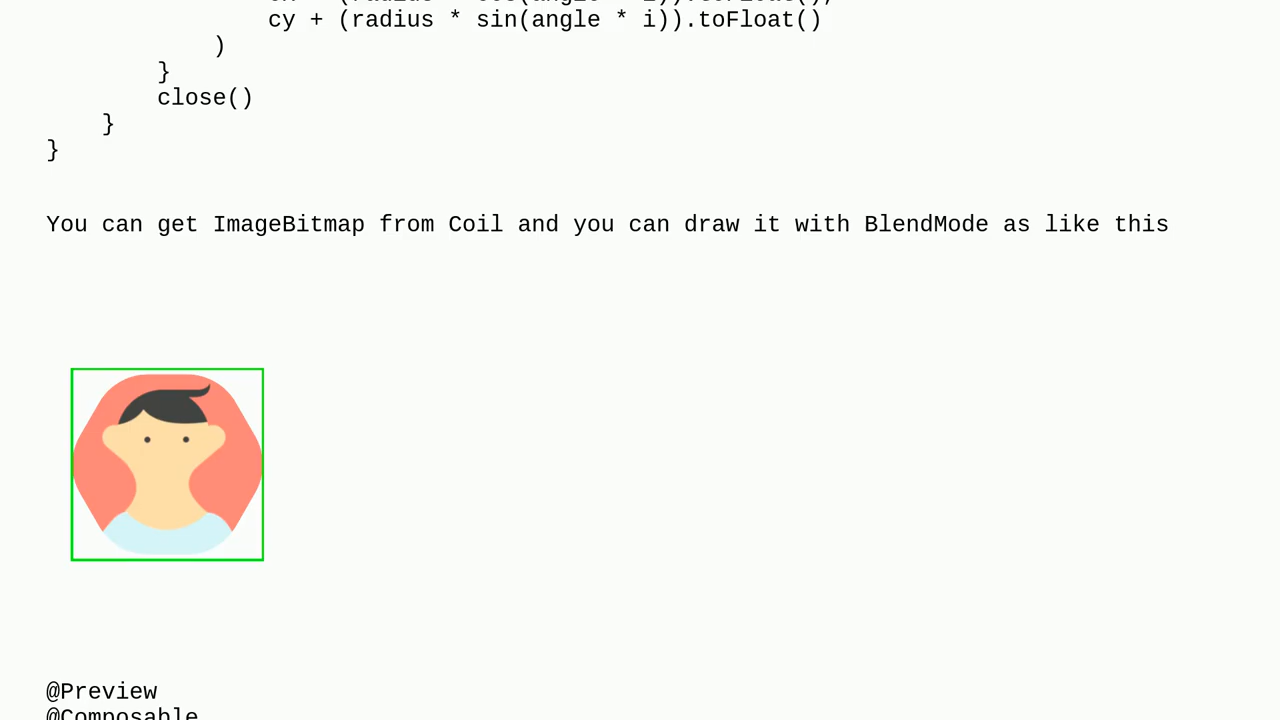 cy + (radius * sin(angle * i)).toFloat()
)
}
close()
}
}
You can get ImageBitmap from Coil and you can draw it with BlendMode as like this
@Preview
@Composable